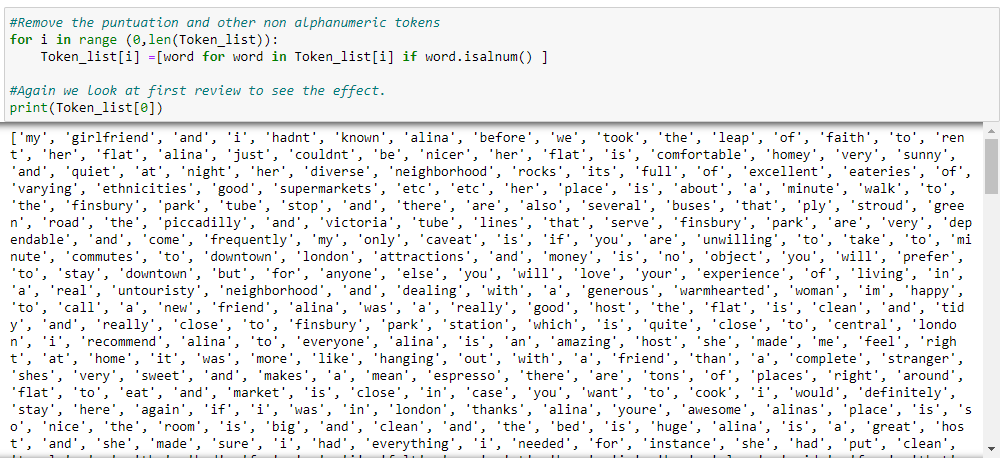 #Remove the puntuation and other non alphanumeric tokens
for i in range (0,len(Token_list)):
    Token_list[i] =[word for word in Token_list[i] if word.isalnum() ]
#Again we look at first review to see the effect.
print(Token_list[0])
['my', 'girlfriend', 'and', 'i', 'hadnt', 'known', 'alina', 'before', 'we', 'took', 'the', 'leap', 'of', 'faith', 'to', 'ren
t', 'her', 'flat', 'alina', 'just', 'couldnt', 'be', 'nicer', 'her', 'flat', 'is', 'comfortable', 'homey', 'very', 'sunny',
'and', 'quiet', 'at', 'night', 'her', 'diverse', 'neighborhood', 'rocks', 'its', 'full', 'of', 'excellent', 'eateries', 'of',
'varying', 'ethnicities', 'good', 'supermarkets', 'etc', 'etc', 'her', 'place', 'is', 'about', 'a', 'minute', 'walk', 'to',
'the', 'finsbury', 'park', 'tube', 'stop', 'and', 'there', 'are', 'also', 'several', 'buses', 'that', 'ply', 'stroud', 'gree
n', 'road', 'the', 'piccadilly', 'and', 'victoria', 'tube', 'lines', 'that', 'serve', 'finsbury', 'park', 'are', 'very', 'dep
endable', 'and', 'come', 'frequently', 'my', 'only', 'caveat', 'is', 'if', 'you', 'are', 'unwilling', 'to', 'take', 'to', 'mi
nute', 'commutes', 'to', 'downtown', 'london', 'attractions', 'and', 'money', 'is', 'no', 'object', 'you', 'will', 'prefer',
'to', 'stay', 'downtown', 'but', 'for', 'anyone', 'else', 'you', 'will', 'love', 'your', 'experience', 'of', 'living', 'in',
'a', 'real', 'untouristy', 'neighborhood', 'and', 'dealing', 'with', 'a', 'generous', 'warmhearted', 'woman', 'im', 'happy',
'to', 'call', 'a', 'new', 'friend', 'alina', 'was', 'a', 'really', 'good', 'host', 'the', 'flat', 'is', 'clean', 'and', 'tid
y', 'and', 'really', 'close', 'to', 'finsbury', 'park', 'station', 'which', 'is', 'quite', 'close', 'to', 'central', 'londo
n', 'i', 'recommend', 'alina', 'to', 'everyone', 'alina', 'is', 'an', 'amazing', 'host', 'she', 'made', 'me', 'feel', 'righ
t', 'at', 'home', 'it', 'was', 'more', 'like', 'hanging', 'out', 'with', 'a', 'friend', 'than', 'a', 'complete', 'stranger',
'shes', 'very', 'sweet', 'and', 'makes', 'a', 'mean', 'espresso', 'there', 'are', 'tons', 'of', 'places', 'right', 'around',
'flat', 'to', 'eat', 'and', 'market', 'is', 'close', 'in', 'case', 'you', 'want', 'to', 'cook', 'i', 'would', 'definitely',
'stay', 'here', 'again', 'if', 'i', 'was', 'in', 'london', 'thanks', 'alina', 'youre', 'awesome', 'alinas', 'place', 'is', 's
o', 'nice', 'the', 'room', 'is', 'big', 'and', 'clean', 'and', 'the', 'bed', 'is', 'huge', 'alina', 'is', 'a', 'great', 'hos
t', 'and', 'she', 'made', 'sure', 'i', 'had', 'everything', 'i', 'needed', 'for', 'instance', 'she', 'had', 'put', 'clean',